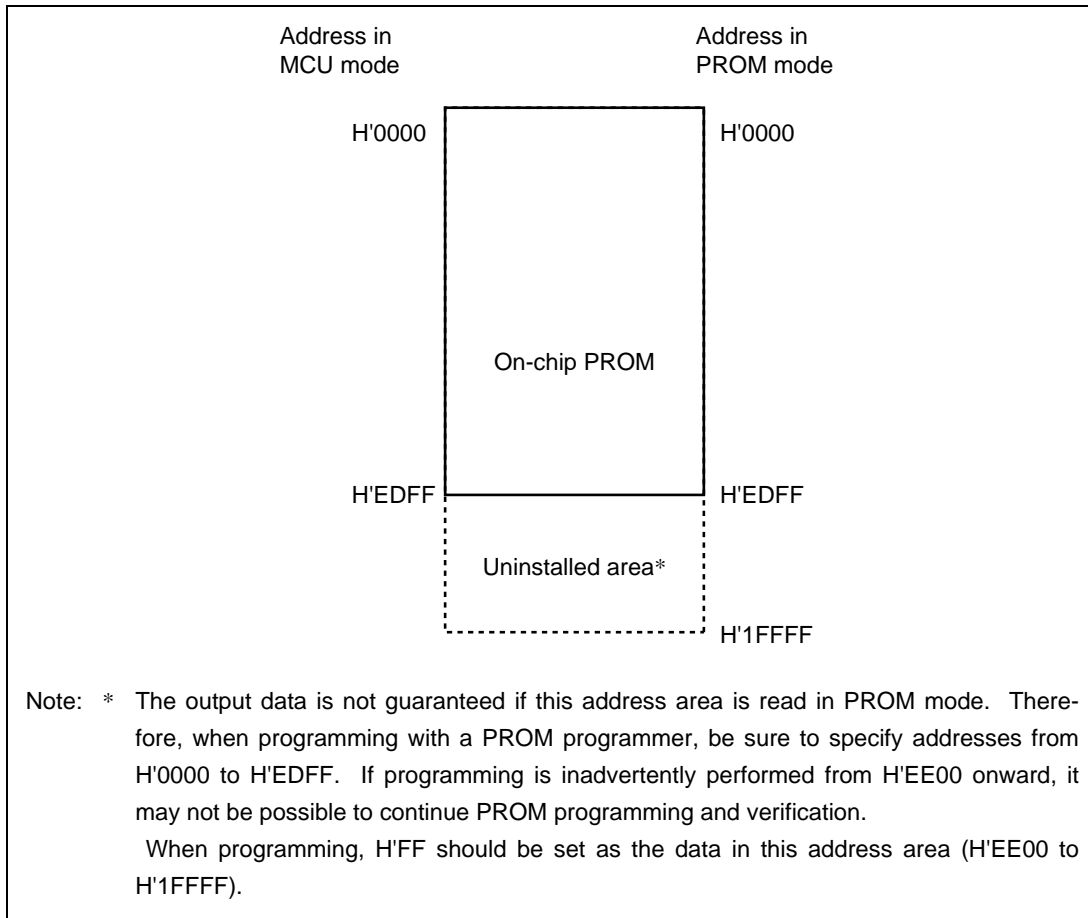 Address in MCU mode
Address in PROM mode
H'0000
H'0000
On-chip PROM
H'EDFF
H'EDFF
Uninstalled area*
H'1FFFF
Note: * The output data is not guaranteed if this address area is read in PROM mode. There-
fore, when programming with a PROM programmer, be sure to specify addresses from
H'0000 to H'EDFF. If programming is inadvertently performed from H'EE00 onward, it
may not be possible to continue PROM programming and verification.
When programming, H'FF should be set as the data in this address area (H'EE00 to
H'1FFFF).